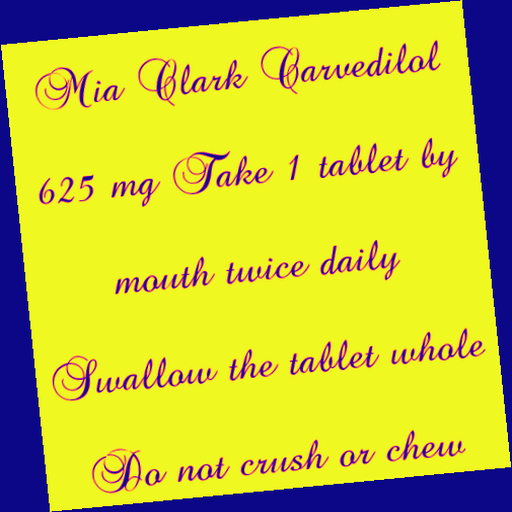 Mia Clark Carvedilol
625 mg Take 1 tablet by
mouth twice daily
Swallow the tablet whole
Do not crush or chew